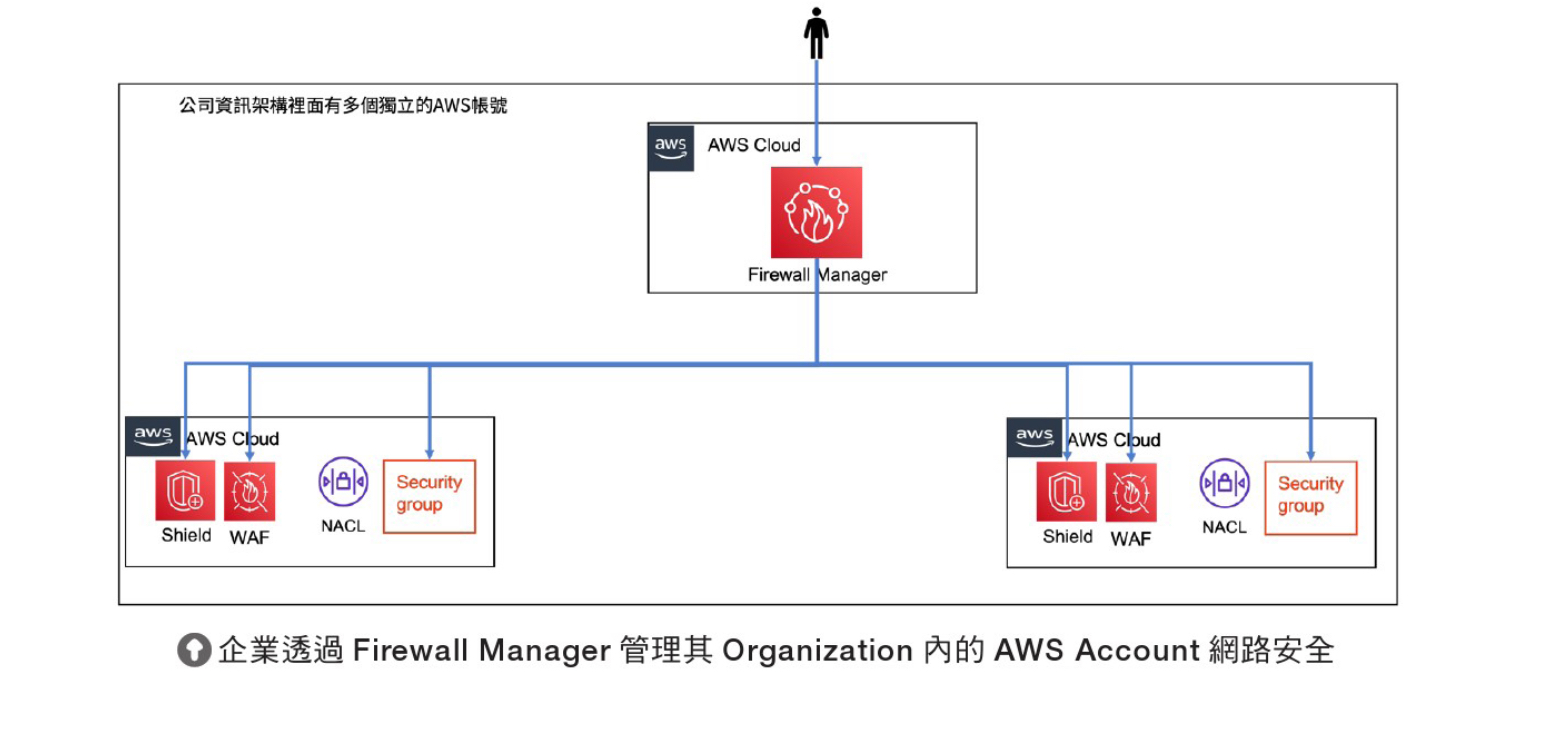 公司資訊架構裡面有多個獨立的AWS帳號
aws
AWS Cloud
Firewall Manager
aws
AWS Cloud
Shield
WAF
NACL
Security
group
aws
AWS Cloud
Shield
WAF
NACL
Security
group
企業透過 Firewall Manager 管理其 Organization 內的 AWS Account 網路安全